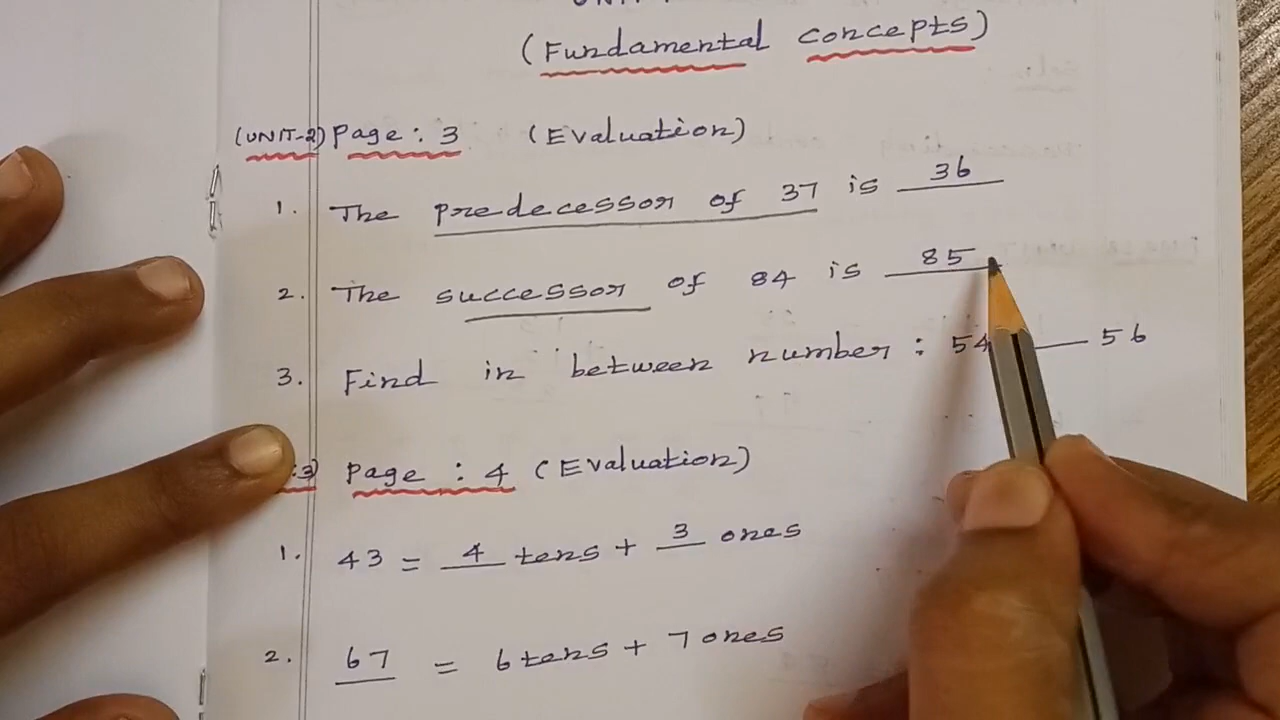 (Fundamental concepts)
(UNIT-2) Page : 3 (Evaluation)
1. The predecessor of 37 is 36
2. The successor of 84 is 85
3. Find in between number : 54 ___ 56
:3) Page : 4 (Evaluation)
1. 43 = 4 tens + 3 ones
2. 67 = 6 tens + 7 ones